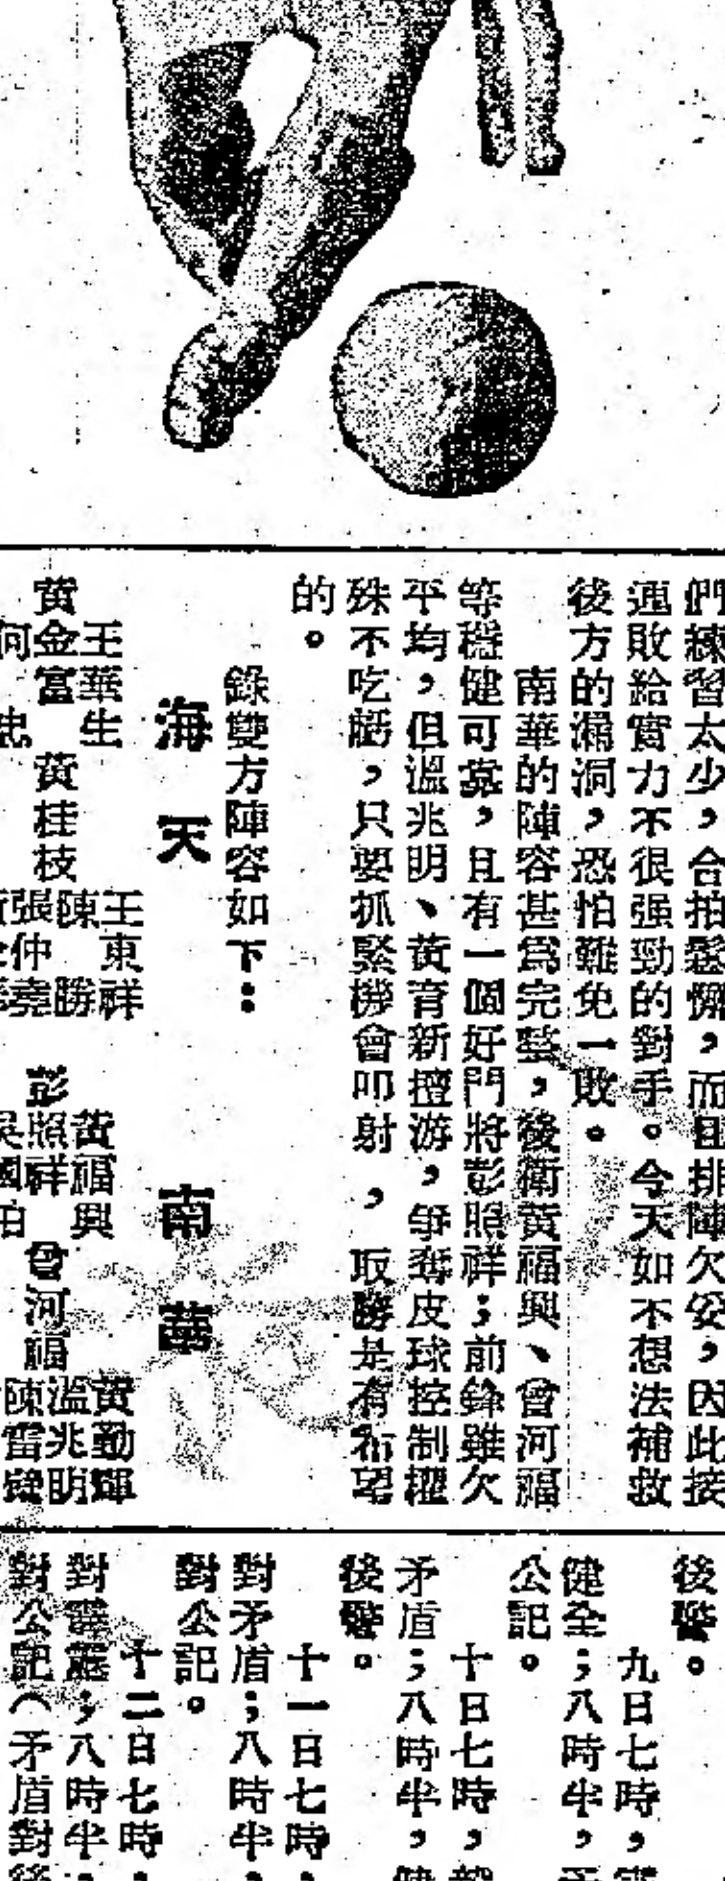 們練習太少，合拍鬆懈，而且排陣欠妥，因此接
連敗給實力不很强勁的對手。今天如不想法補救
後方的漏洞，恐怕難免一敗。
南華的陣容甚爲完整，後衛黃福興、曾河福
等穩健可靠，且有一個好門將彭照祥；前鋒雖欠
平均，但溫兆明、黃育新擅游，爭奪皮球控制權
殊不吃虧，只要抓緊機會叩射，取勝是有希望
的。
錄雙方陣容如下：
海天
王東祥
王華生
陳勝
黃金富
黃桂枝
張仲堯
何忠
南華
黃勤輝
黃福興
溫兆明
彭照祥
曾河福
陳雷
吳國柏
後警。
九日七時，
健全；八時半，
公記。
十日七時，
矛盾；八時半，健
後警。
十一日七時，
對矛盾；八時半，
對公記。
十二日七時，
對；八時半，
對公記（矛盾對後